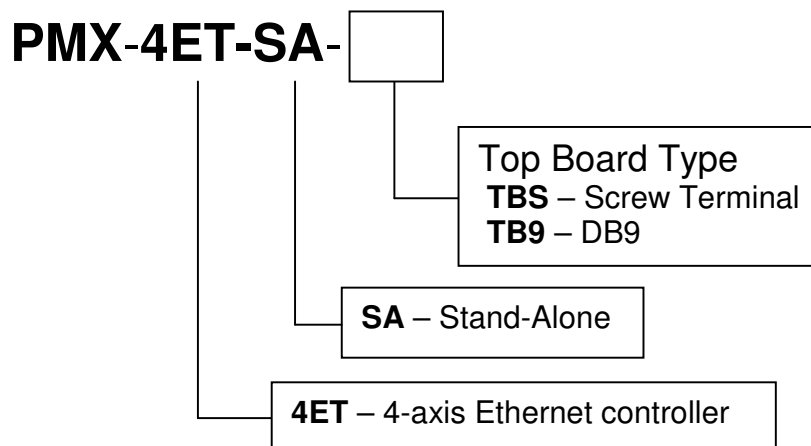 PMX-4ET-SA-
Top Board Type
TBS – Screw Terminal
TB9 – DB9
SA – Stand-Alone
4ET – 4-axis Ethernet controller